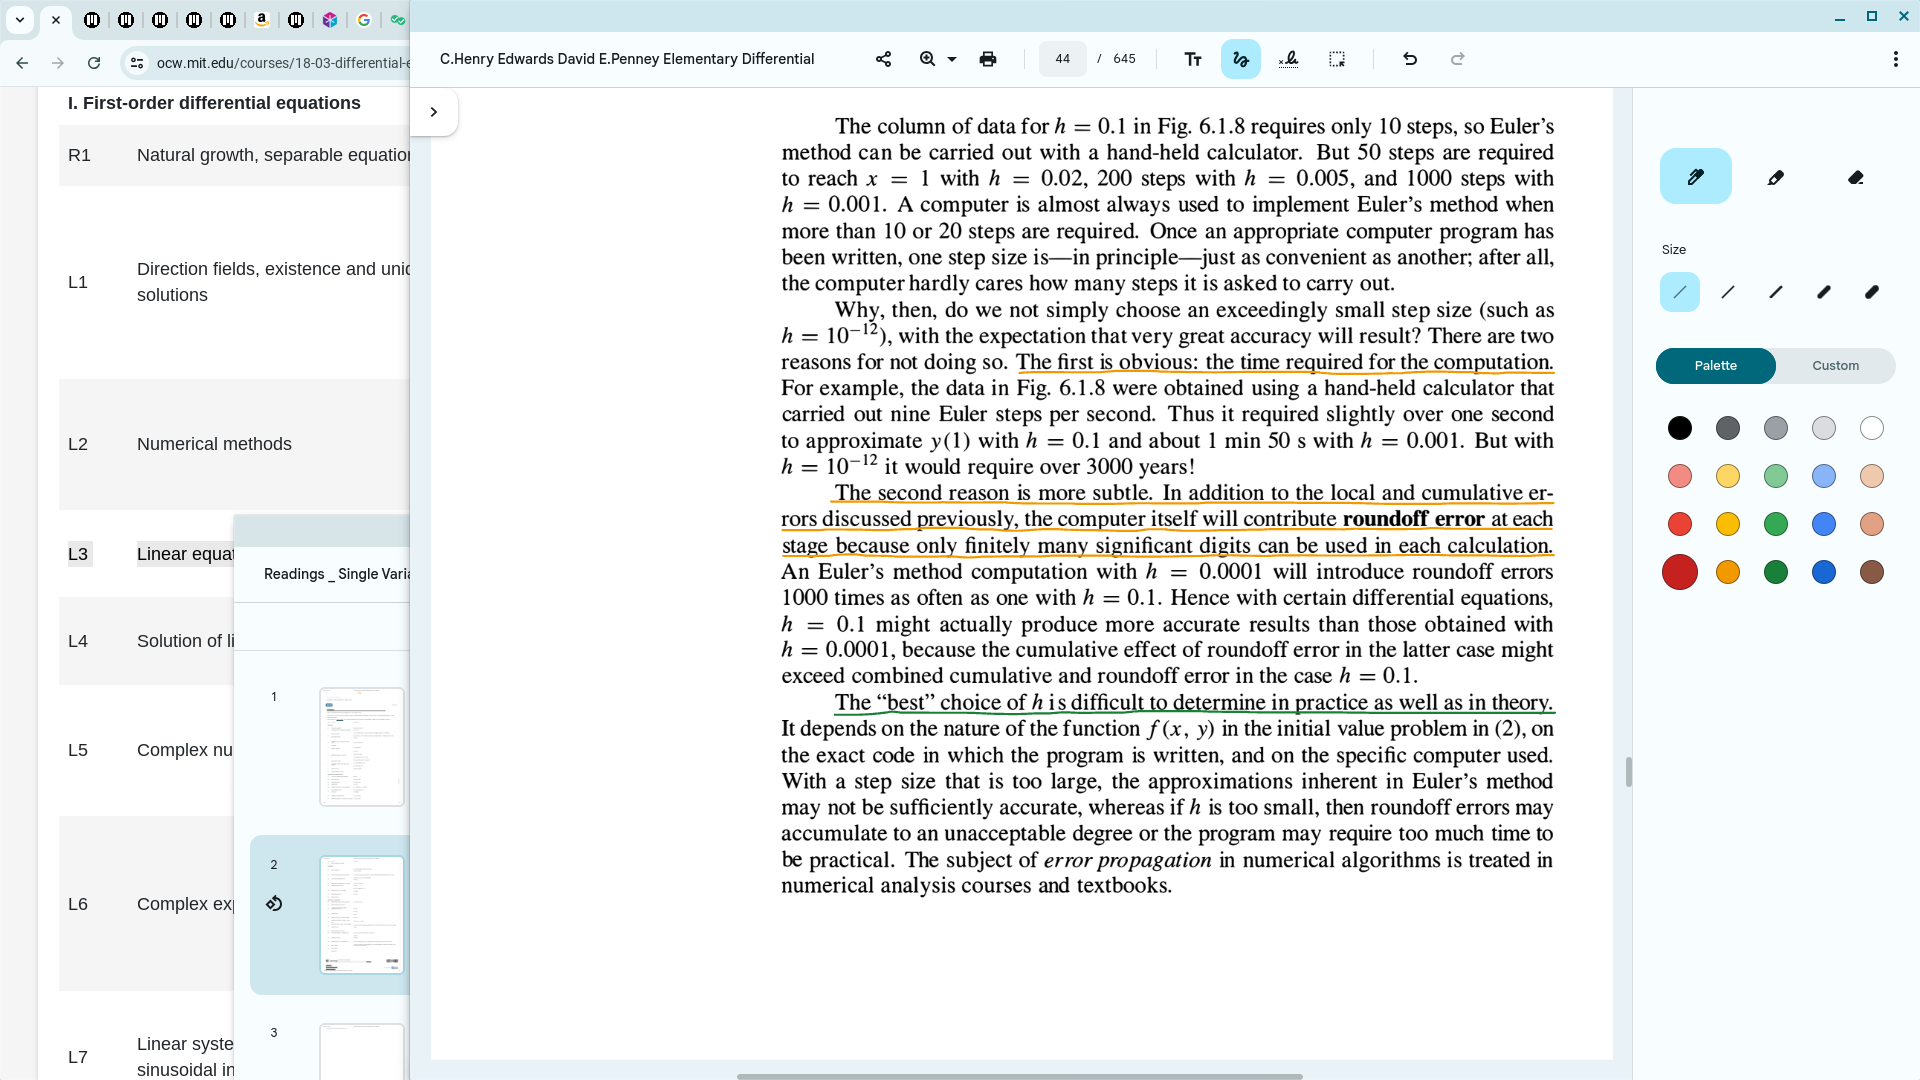 ocw.mit.edu/courses/18-03-differential-e
I. First-order differential equations
R1 Natural growth, separable equation
L1 Direction fields, existence and uniq
solutions
L2 Numerical methods
L3 Linear equat
L4 Solution of li
L5 Complex nu
L6 Complex exp
L7 Linear syste
sinusoidal in
Readings _ Single Varia
1
2
3
C.Henry Edwards David E.Penney Elementary Differential
44 / 645
The column of data for h = 0.1 in Fig. 6.1.8 requires only 10 steps, so Euler’s
method can be carried out with a hand-held calculator. But 50 steps are required
to reach x = 1 with h = 0.02, 200 steps with h = 0.005, and 1000 steps with
h = 0.001. A computer is almost always used to implement Euler’s method when
more than 10 or 20 steps are required. Once an appropriate computer program has
been written, one step size is—in principle—just as convenient as another; after all,
the computer hardly cares how many steps it is asked to carry out.
Why, then, do we not simply choose an exceedingly small step size (such as
h = 10⁻¹²), with the expectation that very great accuracy will result? There are two
reasons for not doing so. The first is obvious: the time required for the computation.
For example, the data in Fig. 6.1.8 were obtained using a hand-held calculator that
carried out nine Euler steps per second. Thus it required slightly over one second
to approximate y(1) with h = 0.1 and about 1 min 50 s with h = 0.001. But with
h = 10⁻¹² it would require over 3000 years!
The second reason is more subtle. In addition to the local and cumulative er-
rors discussed previously, the computer itself will contribute roundoff error at each
stage because only finitely many significant digits can be used in each calculation.
An Euler’s method computation with h = 0.0001 will introduce roundoff errors
1000 times as often as one with h = 0.1. Hence with certain differential equations,
h = 0.1 might actually produce more accurate results than those obtained with
h = 0.0001, because the cumulative effect of roundoff error in the latter case might
exceed combined cumulative and roundoff error in the case h = 0.1.
The “best” choice of h is difficult to determine in practice as well as in theory.
It depends on the nature of the function f(x, y) in the initial value problem in (2), on
the exact code in which the program is written, and on the specific computer used.
With a step size that is too large, the approximations inherent in Euler’s method
may not be sufficiently accurate, whereas if h is too small, then roundoff errors may
accumulate to an unacceptable degree or the program may require too much time to
be practical. The subject of error propagation in numerical algorithms is treated in
numerical analysis courses and textbooks.
Size
Palette Custom